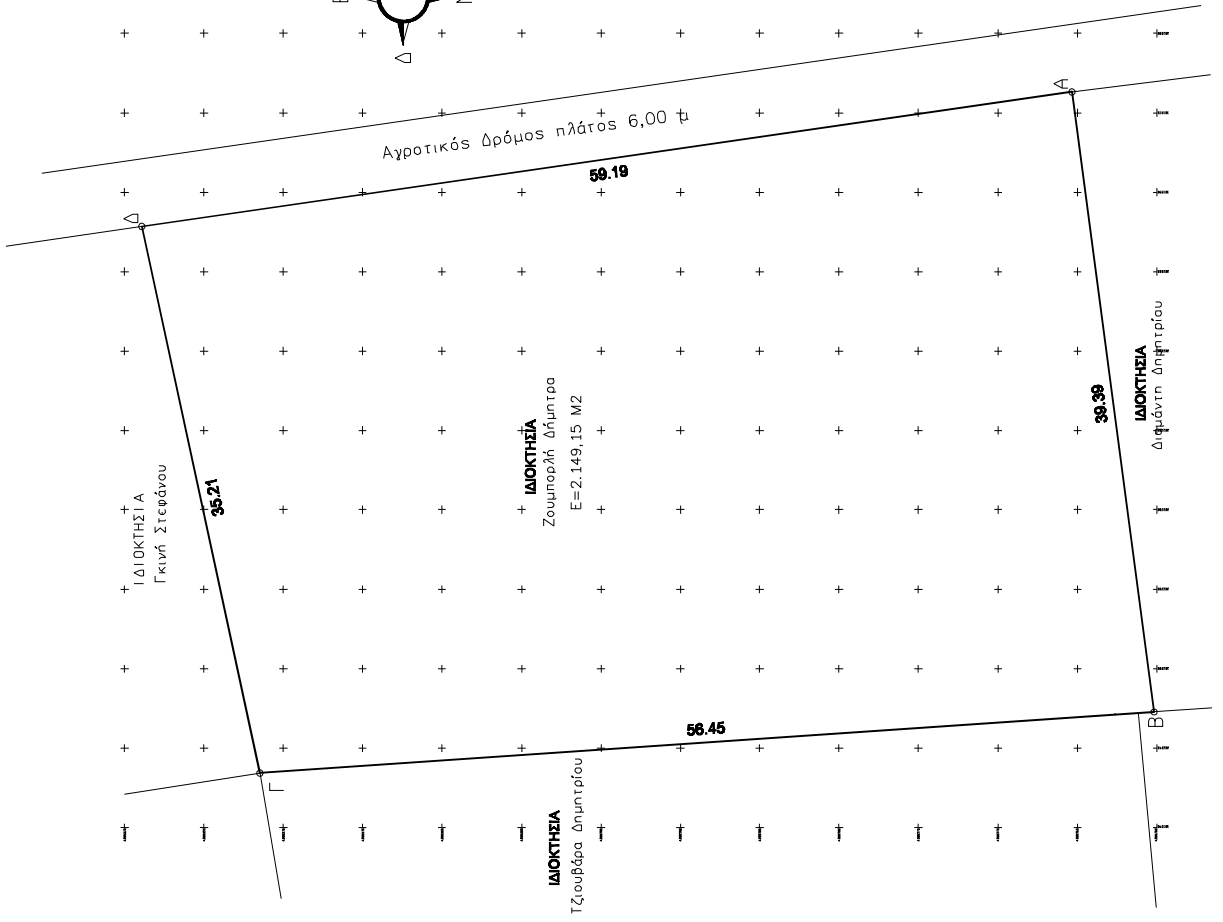 Β
Ν
Δ
Αγροτικός Δρόμος πλάτος 6,00 μ
Α
59.19
Δ
39.39
ΙΔΙΟΚΤΗΣΙΑ
Διαμάντη Δημητρίου
ΙΔΙΟΚΤΗΣΙΑ
Ζουμπορλή Δήμητρα
Ε=2.149,15 Μ2
ΙΔΙΟΚΤΗΣΙΑ
Γκινή Στεφάνου
35.21
56.45
Β
Γ
ΙΔΙΟΚΤΗΣΙΑ
Τζιουβάρα Δημητρίου